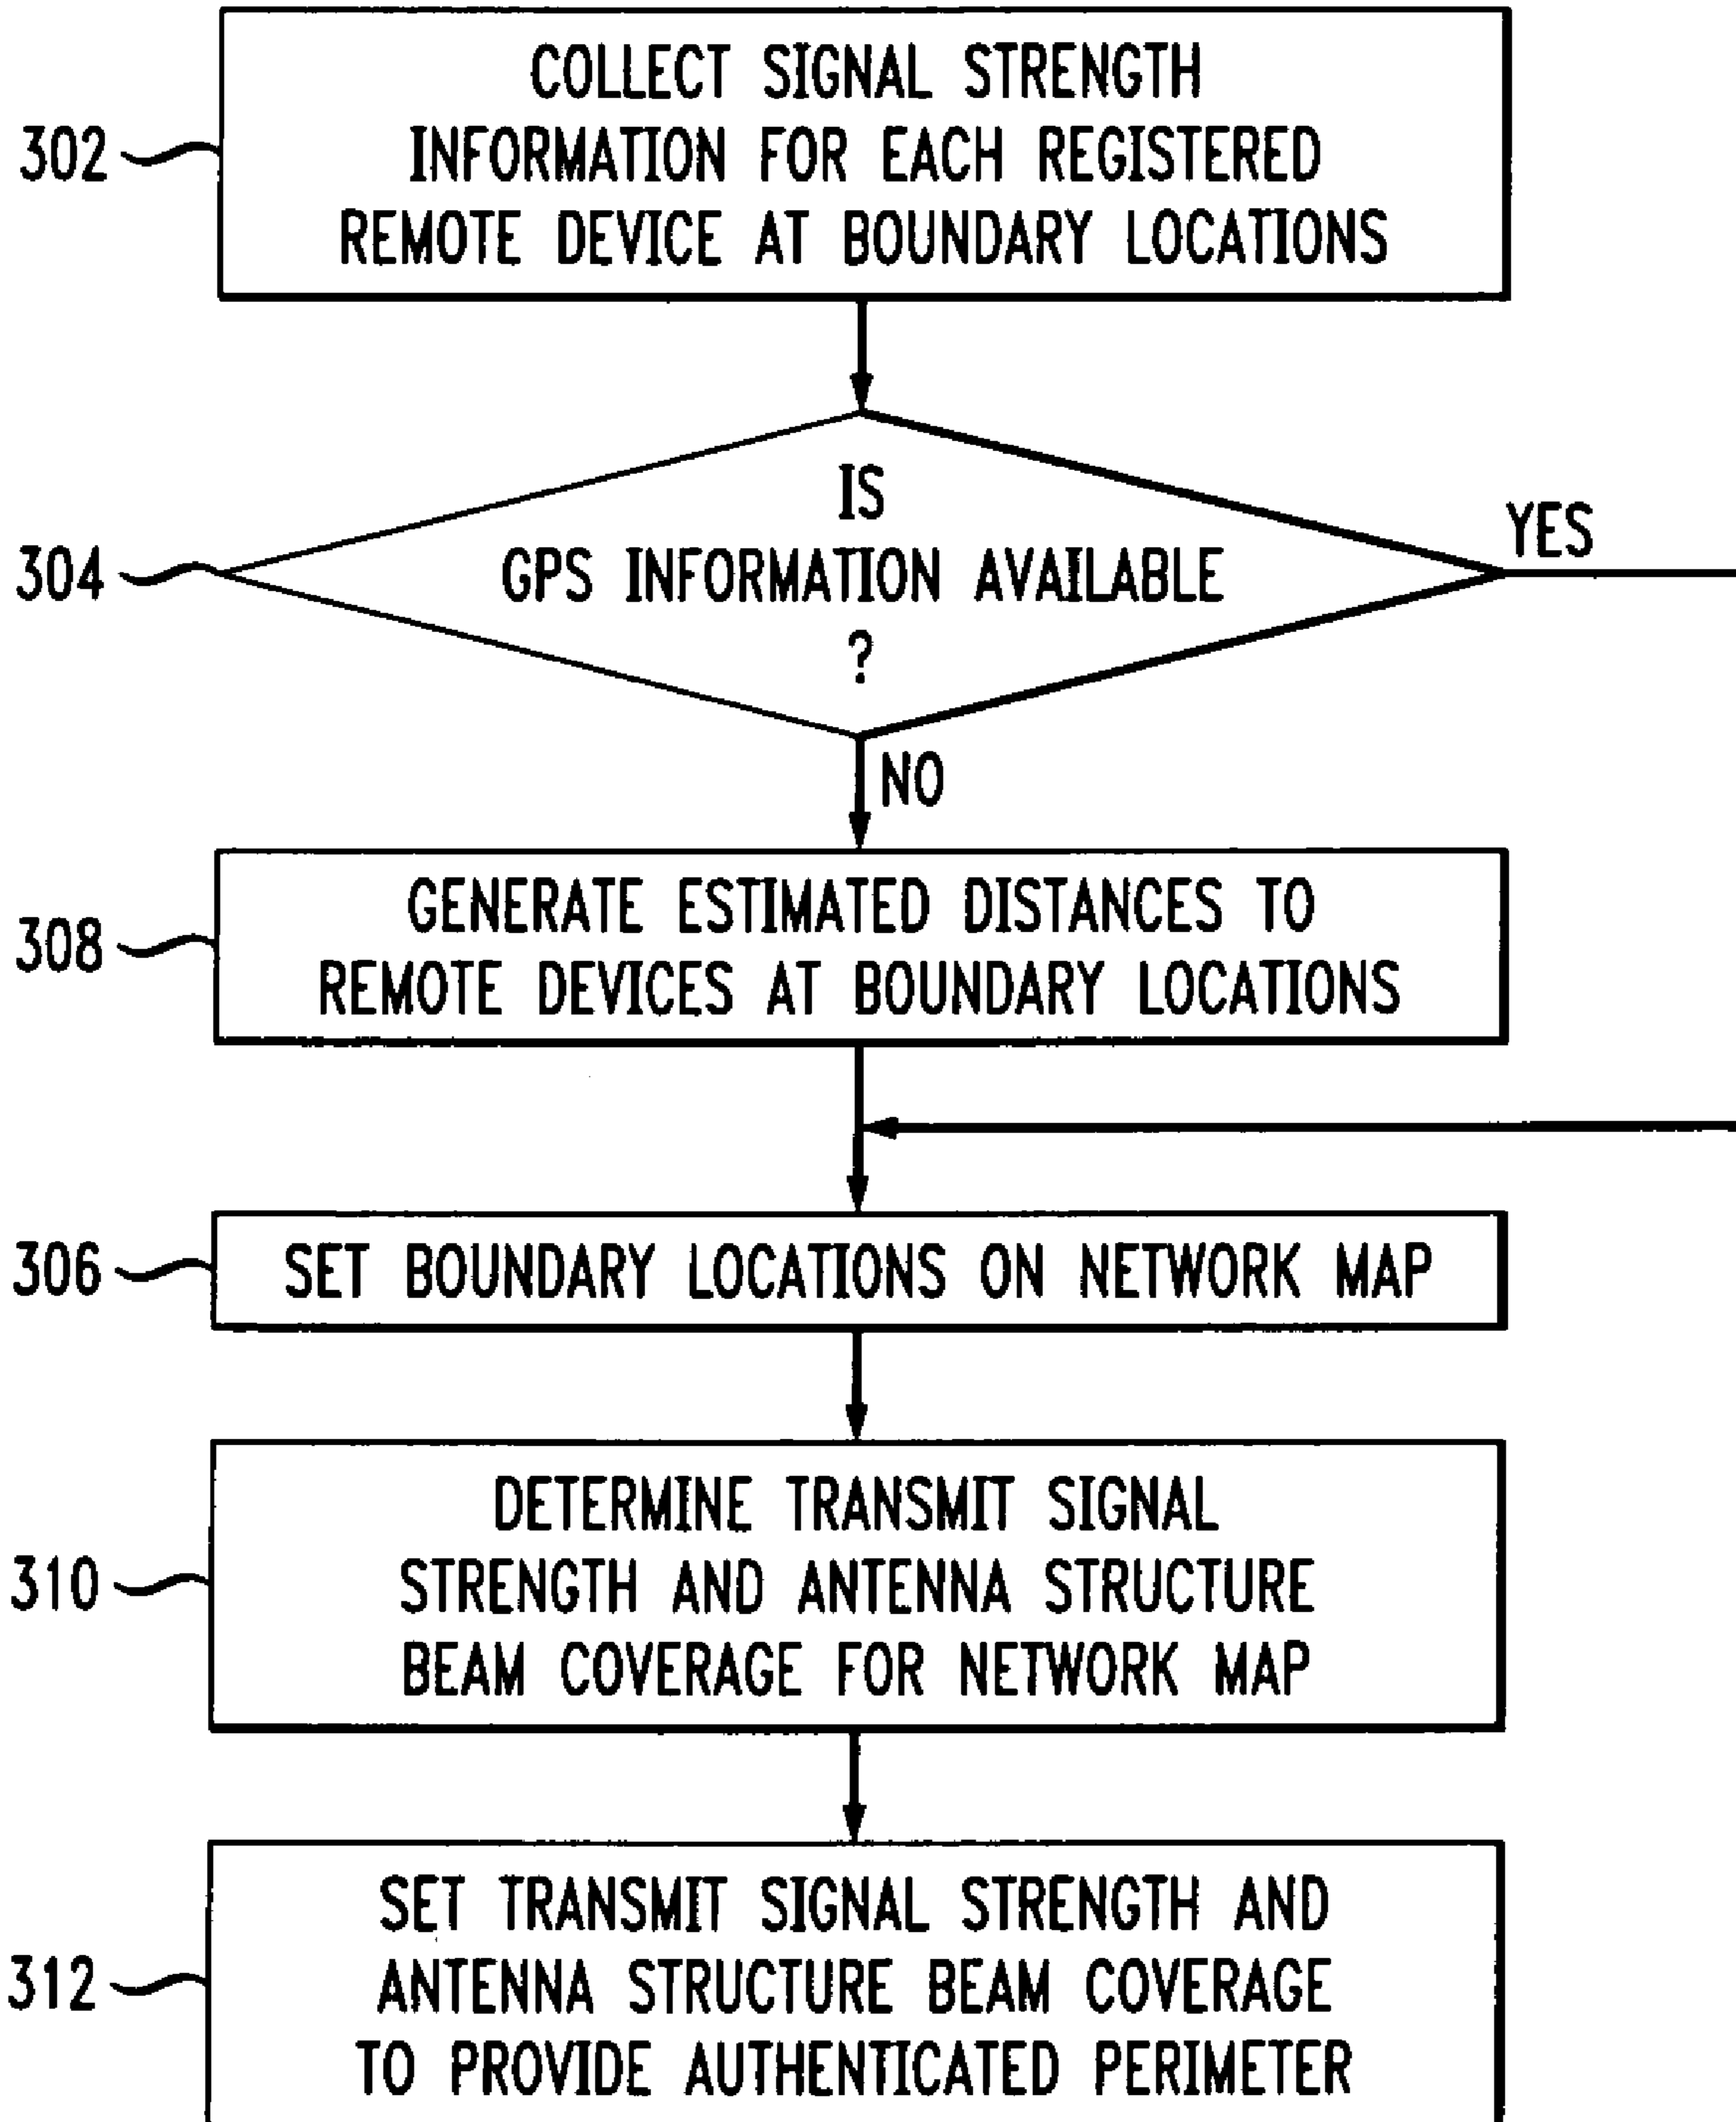 COLLECT SIGNAL STRENGTH
INFORMATION FOR EACH REGISTERED
REMOTE DEVICE AT BOUNDARY LOCATIONS
302
IS
GPS INFORMATION AVAILABLE
?
304
YES
NO
GENERATE ESTIMATED DISTANCES TO
REMOTE DEVICES AT BOUNDARY LOCATIONS
308
306
SET BOUNDARY LOCATIONS ON NETWORK MAP
DETERMINE TRANSMIT SIGNAL
STRENGTH AND ANTENNA STRUCTURE
BEAM COVERAGE FOR NETWORK MAP
310
SET TRANSMIT SIGNAL STRENGTH AND
ANTENNA STRUCTURE BEAM COVERAGE
TO PROVIDE AUTHENTICATED PERIMETER
312